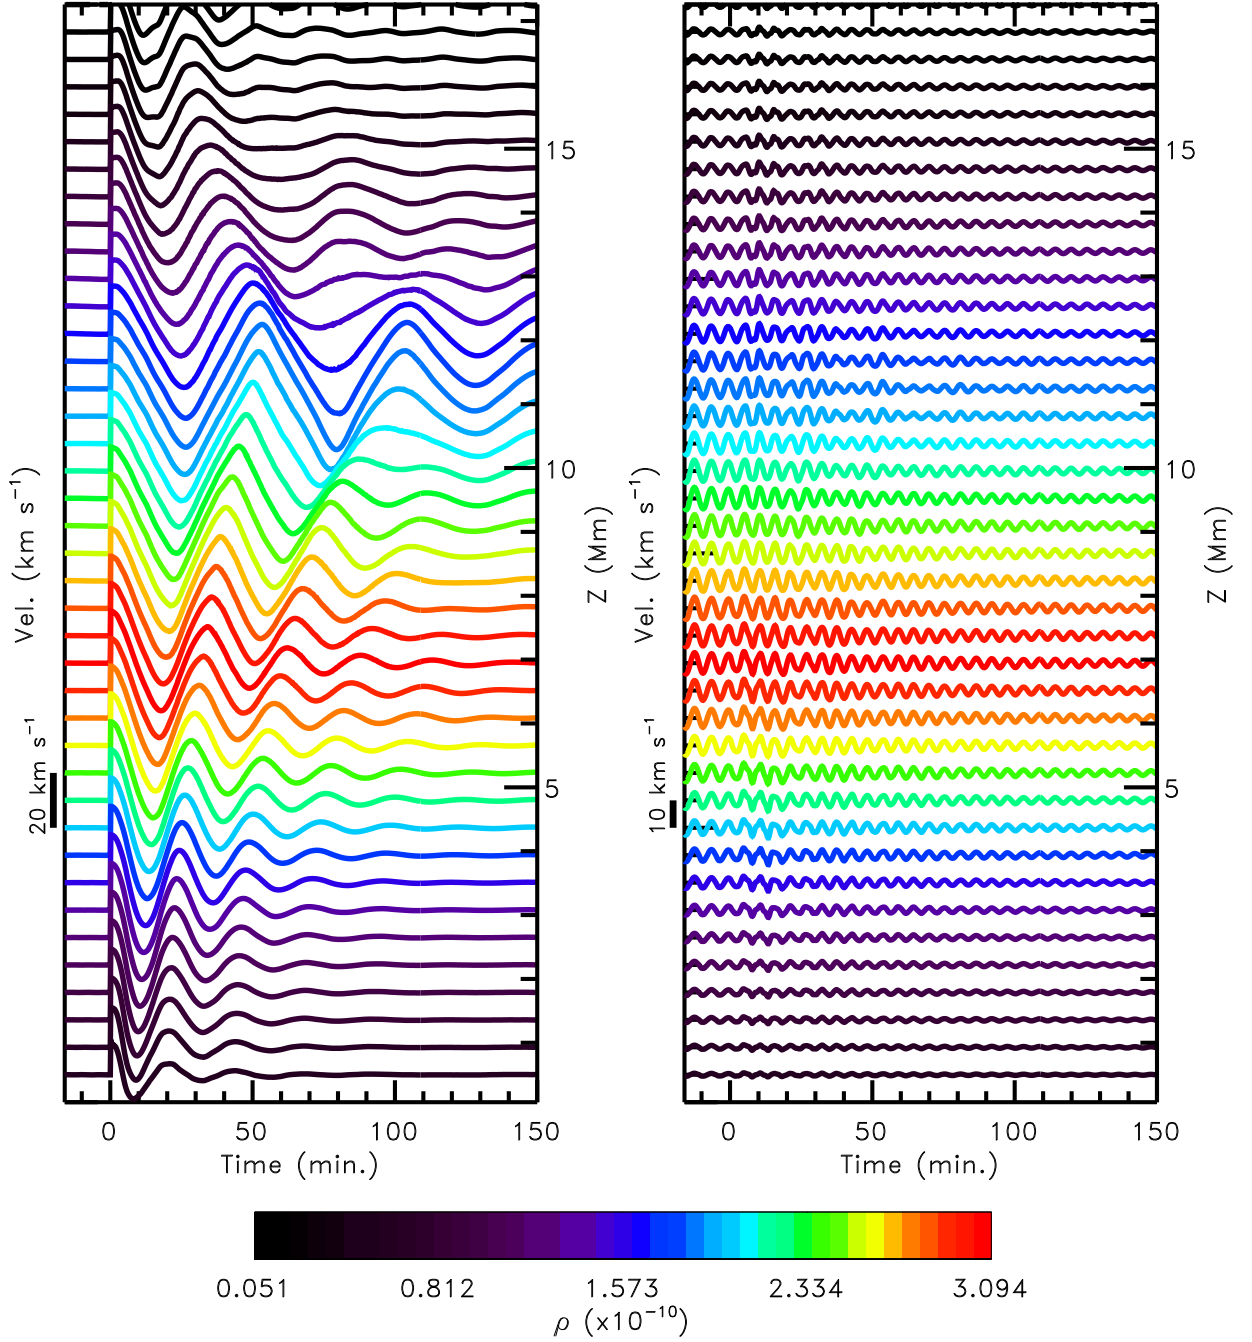 15
10
5
Z (Mm)
Vel. (km s⁻¹)
20 km s⁻¹
0 50 100 150
Time (min.)
15
10
5
Z (Mm)
Vel. (km s⁻¹)
10 km s⁻¹
0 50 100 150
Time (min.)
0.051 0.812 1.573 2.334 3.094
ρ (x10⁻¹⁰)